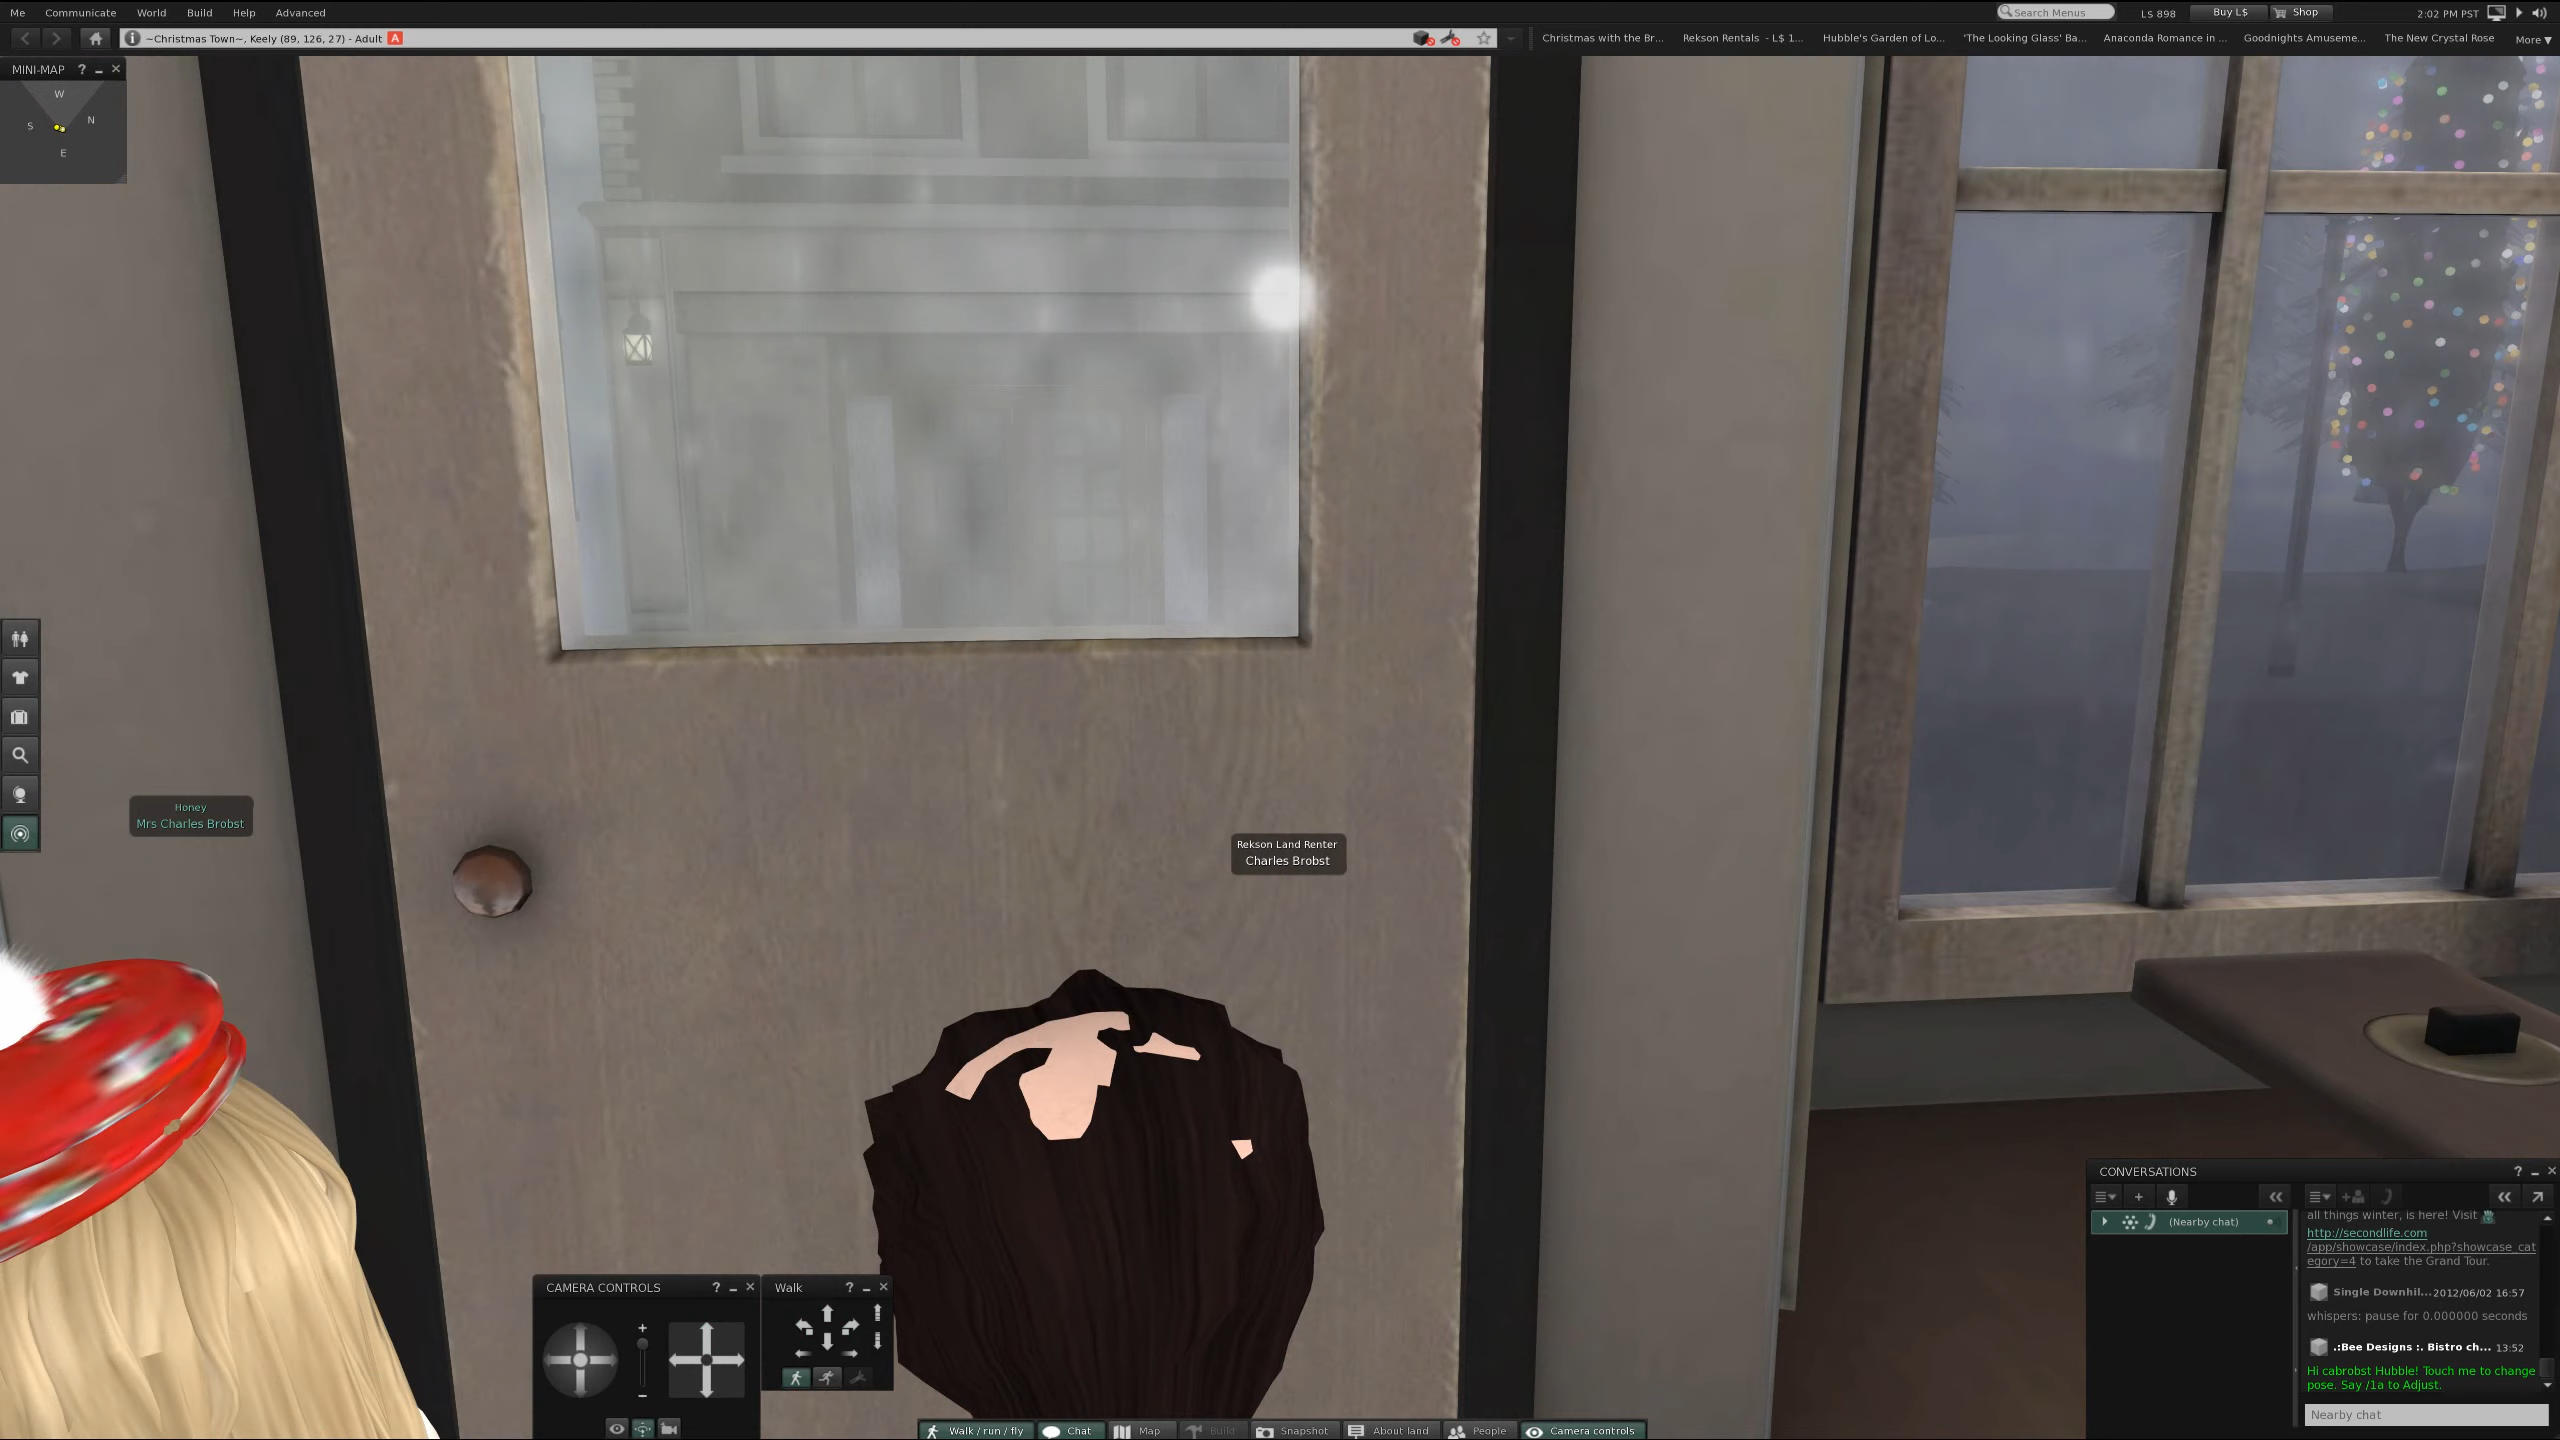 Me Communicate World Build Help Advanced
Search Menus L$ 898 Buy L$ Shop 2:02 PM PST
~Christmas Town~, Keely (89, 126, 27) - Adult A
Christmas with the Br... Rekson Rentals - L$ 1... Hubble's Garden of Lo... 'The Looking Glass' Ba... Anaconda Romance in ... Goodnights Amuseme... The New Crystal Rose More
MINI-MAP ?
W
S N
E
Honey
Mrs Charles Brobst
Rekson Land Renter
Charles Brobst
CONVERSATIONS ?
(Nearby chat)
all things winter, is here! Visit
http://secondlife.com
/app/showcase/index.php?showcase_cat
egory=4 to take the Grand Tour.
Single Downhil... 2012/06/02 16:57
whispers: pause for 0.000000 seconds
.:Bee Designs :. Bistro ch... 13:52
Hi cabrobst Hubble! Touch me to change
pose. Say /1a to Adjust.
Nearby chat
CAMERA CONTROLS ?
Walk ?
Walk / run / fly Chat Map Build Snapshot About land People Camera controls